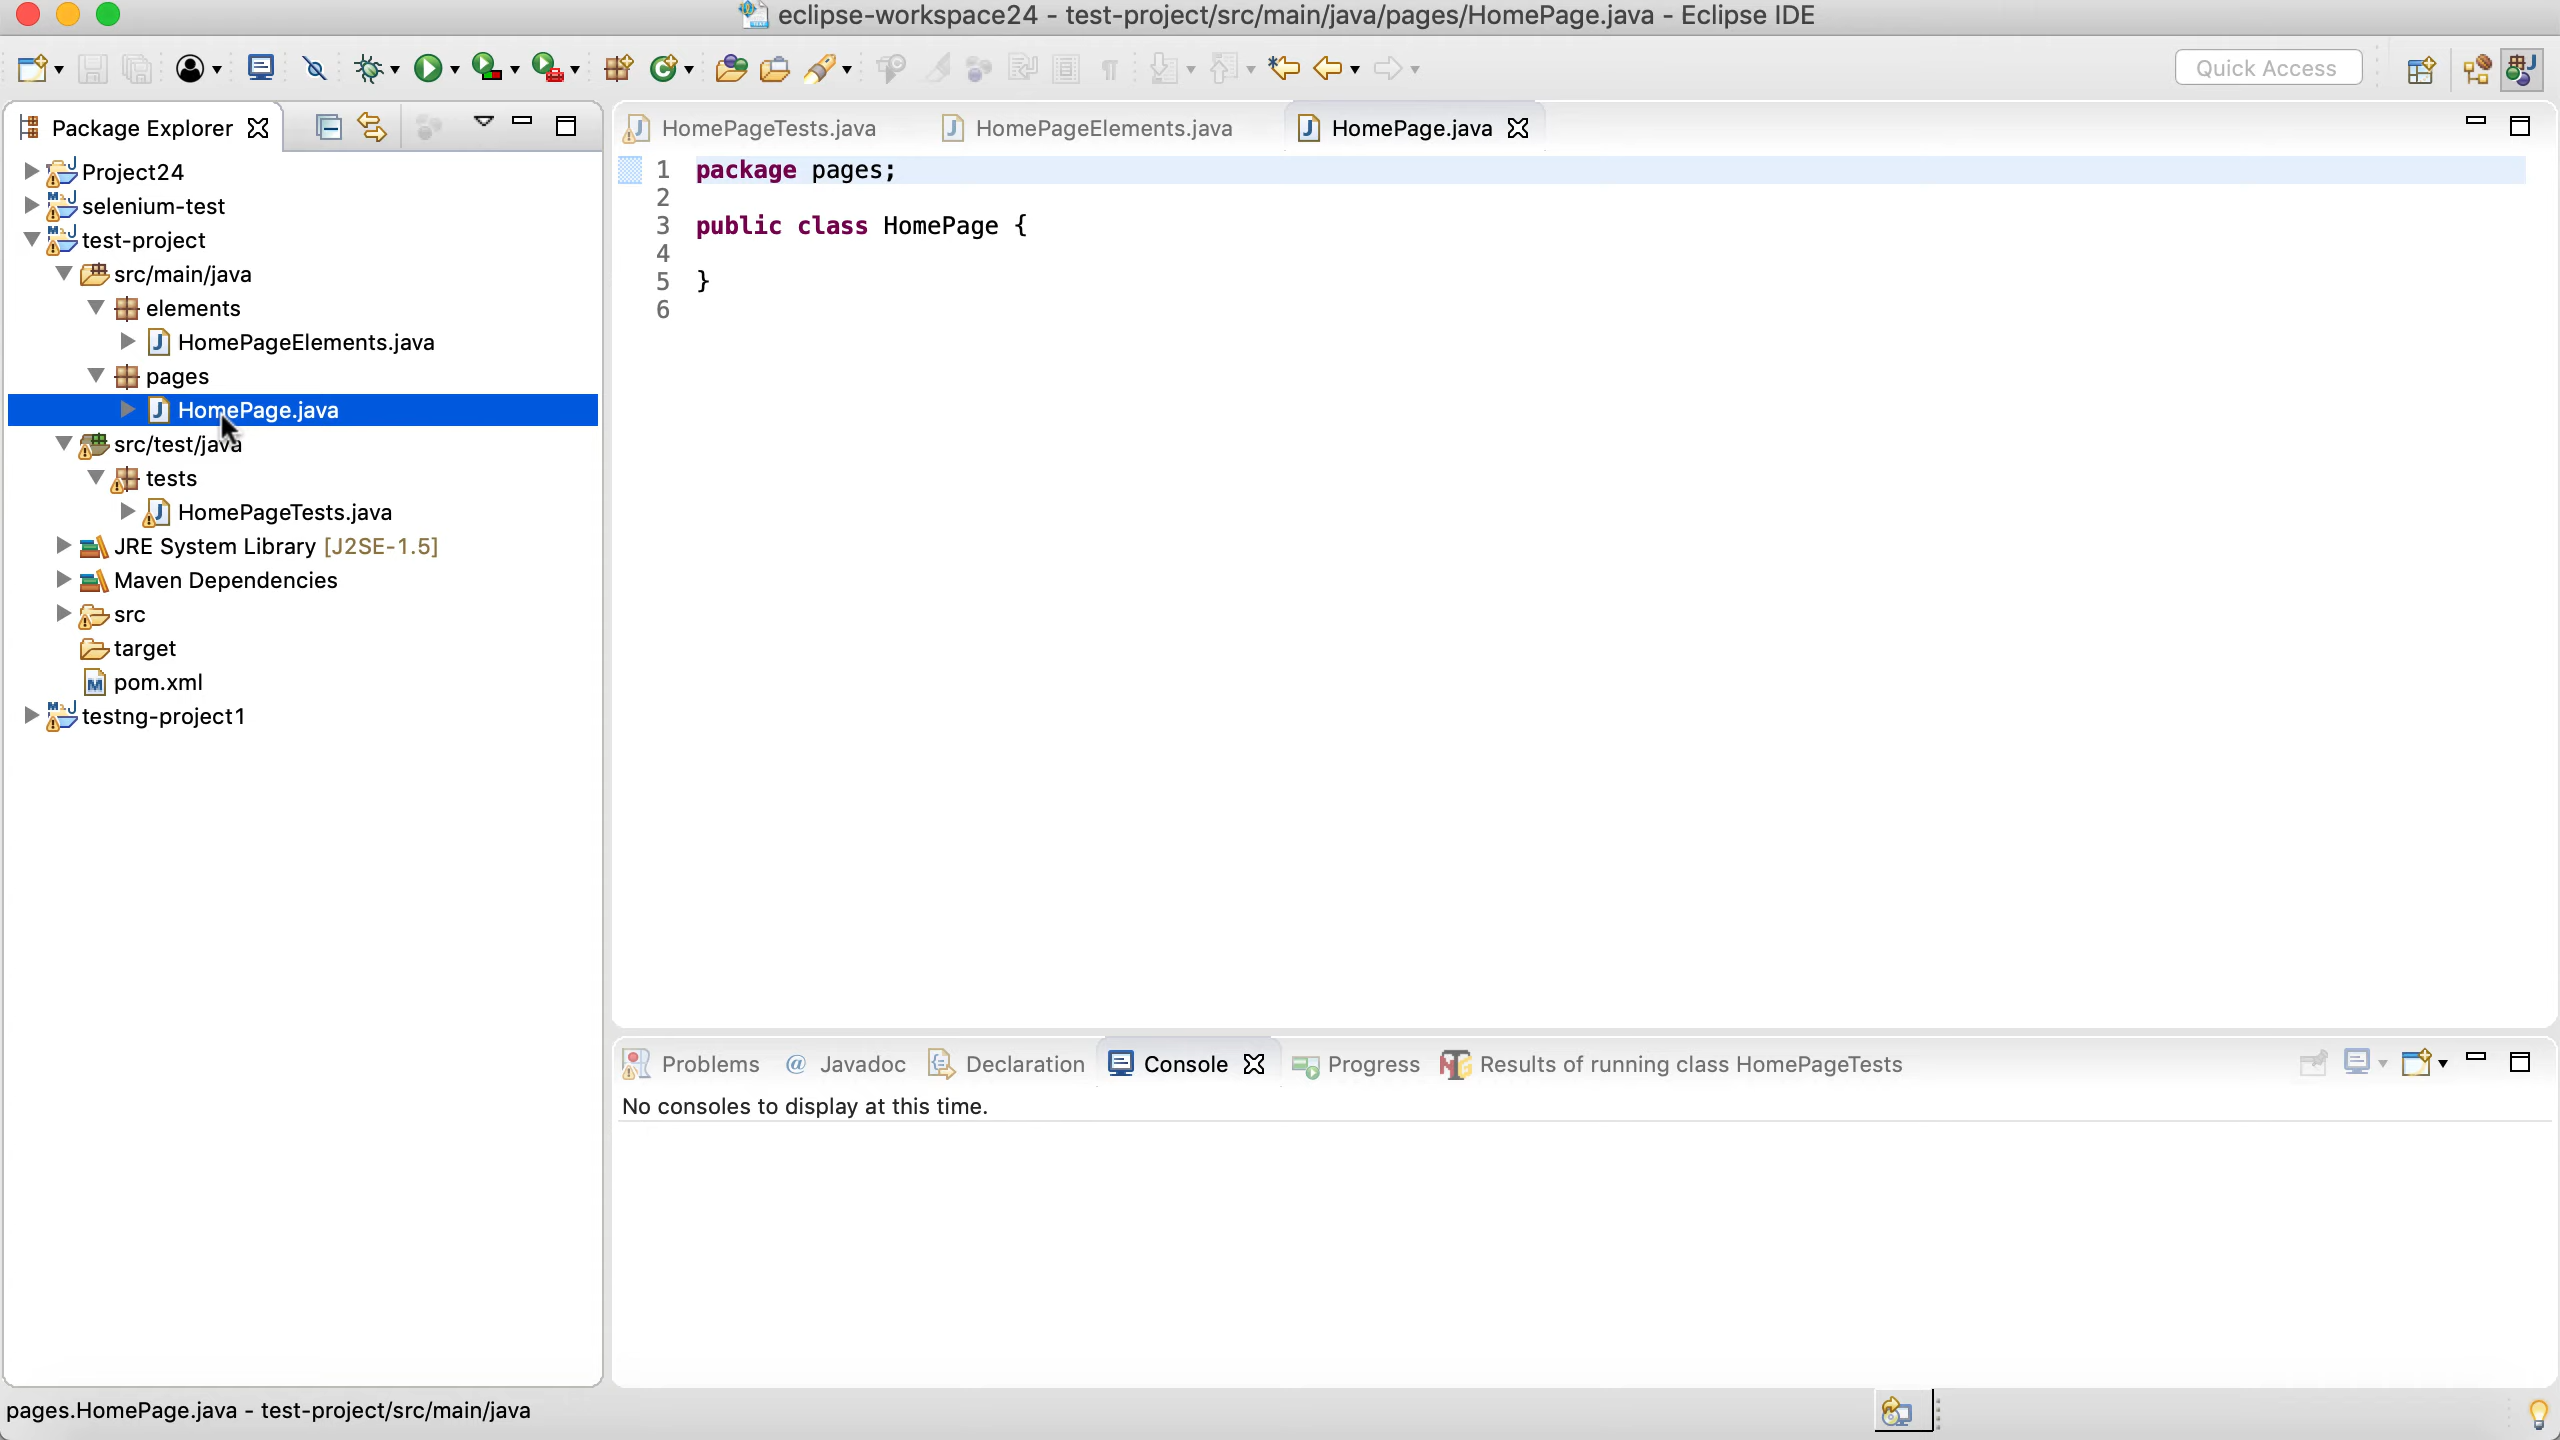 eclipse-workspace24 - test-project/src/main/java/pages/HomePage.java - Eclipse IDE
Quick Access
Package Explorer
HomePageTests.java
HomePageElements.java
HomePage.java
Project24
selenium-test
test-project
src/main/java
elements
HomePageElements.java
pages
HomePage.java
src/test/java
tests
HomePageTests.java
JRE System Library [J2SE-1.5]
Maven Dependencies
src
target
pom.xml
testng-project1
1 package pages;
2
3 public class HomePage {
4
5 }
6
Problems
@ Javadoc
Declaration
Console
Progress
Results of running class HomePageTests
No consoles to display at this time.
pages.HomePage.java - test-project/src/main/java